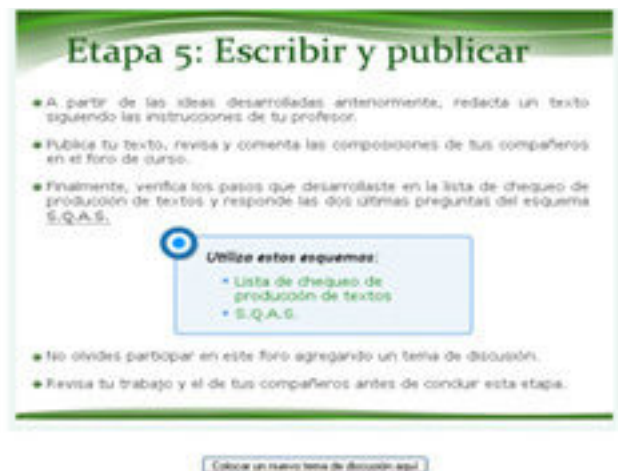 Etapa 5: Escribir y publicar
A partir de las ideas desarrolladas anteriormente, redacta un texto
siguiendo las instrucciones de tu profesor.
Publica tu texto, revisa y comenta las composiciones de tus compañeros
en el foro de curso.
Finalmente, verifica los pasos que desarrollaste en la lista de chequeo de
producción de textos y responde las dos últimas preguntas del esquema
S.Q.A.S.
Utiliza estos esquemas:
Lista de chequeo de
producción de textos
S.Q.A.S.
No olvides participar en este foro agregando un tema de discusión.
Revisa tu trabajo y el de tus compañeros antes de concluir esta etapa.
Colocar un nuevo tema de discusión aquí